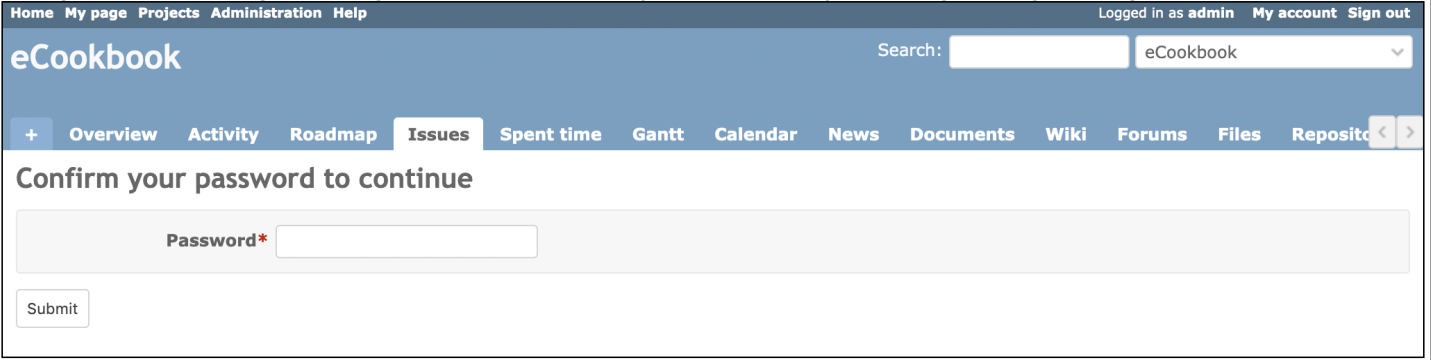 Home My page Projects Administration Help Logged in as admin My account Sign out
eCookbook Search: eCookbook
+ Overview Activity Roadmap Issues Spent time Gantt Calendar News Documents Wiki Forums Files Reposito
Confirm your password to continue
Password*
Submit